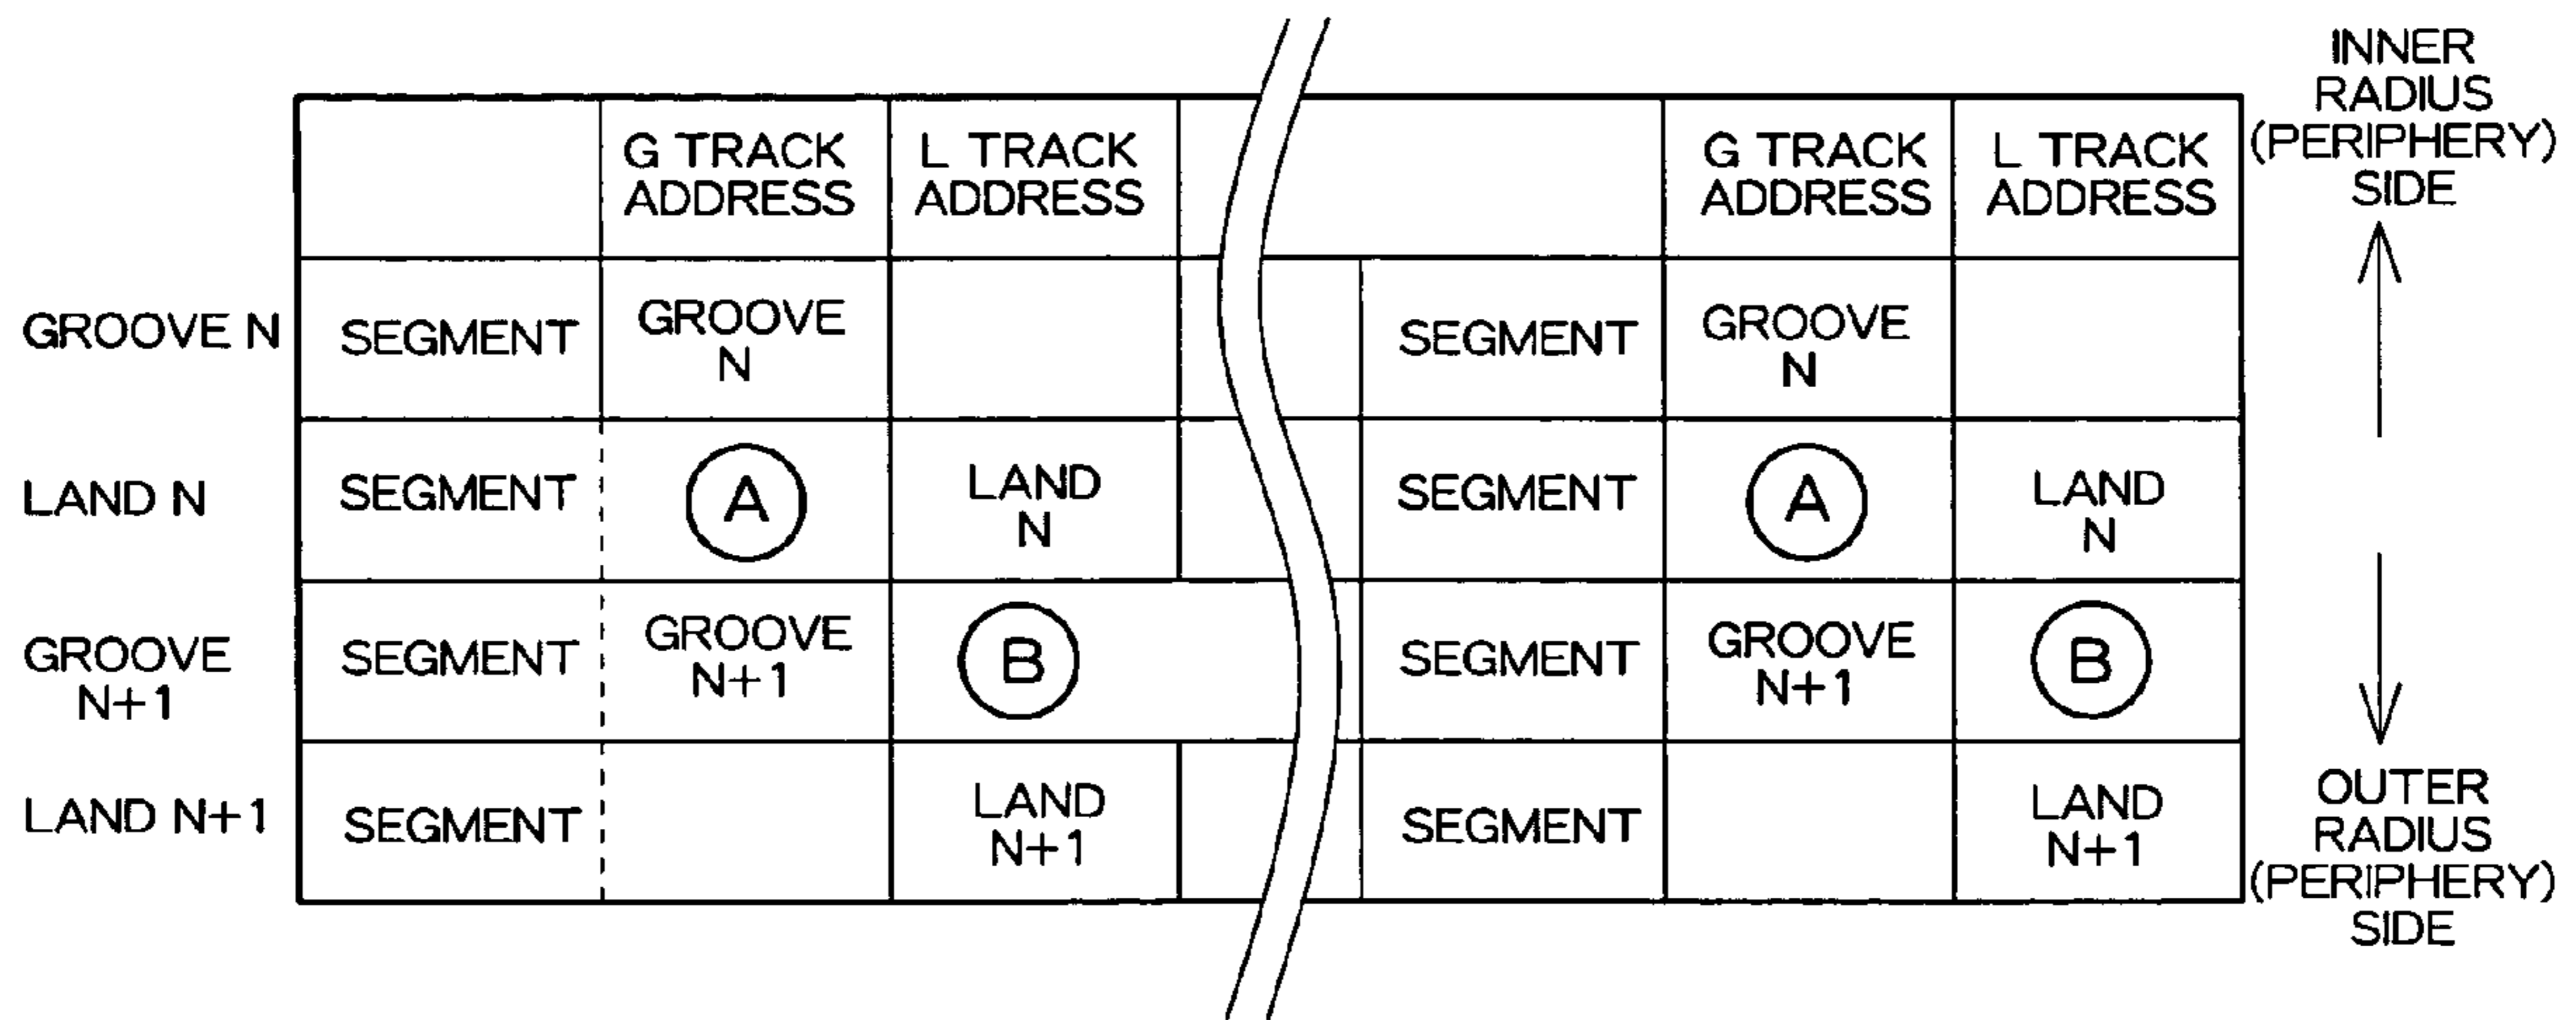 INNER
RADIUS
(PERIPHERY)
SIDE
G TRACK
ADDRESS
L TRACK
ADDRESS
G TRACK
ADDRESS
L TRACK
ADDRESS
GROOVE N
SEGMENT
GROOVE
N
SEGMENT
GROOVE
N
LAND N
SEGMENT
A
LAND
N
SEGMENT
A
LAND
N
GROOVE
N+1
SEGMENT
GROOVE
N+1
B
SEGMENT
GROOVE
N+1
B
LAND N+1
SEGMENT
LAND
N+1
SEGMENT
LAND
N+1
OUTER
RADIUS
(PERIPHERY)
SIDE